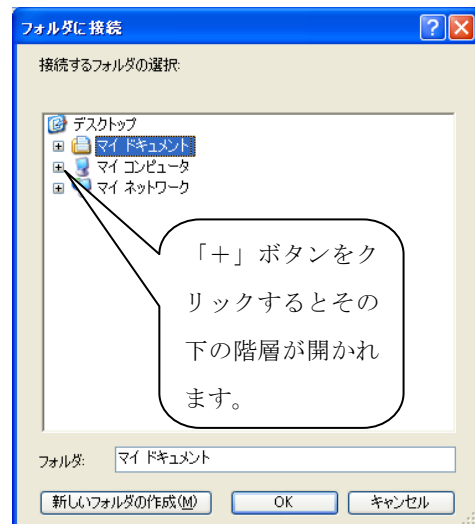 フォルダに接続
接続するフォルダの選択:
デスクトップ
マイ ドキュメント
マイ コンピュータ
マイ ネットワーク
「＋」ボタンをク
リックするとその
下の階層が開かれ
ます。
フォルダ: マイ ドキュメント
新しいフォルダの作成(M) OK キャンセル